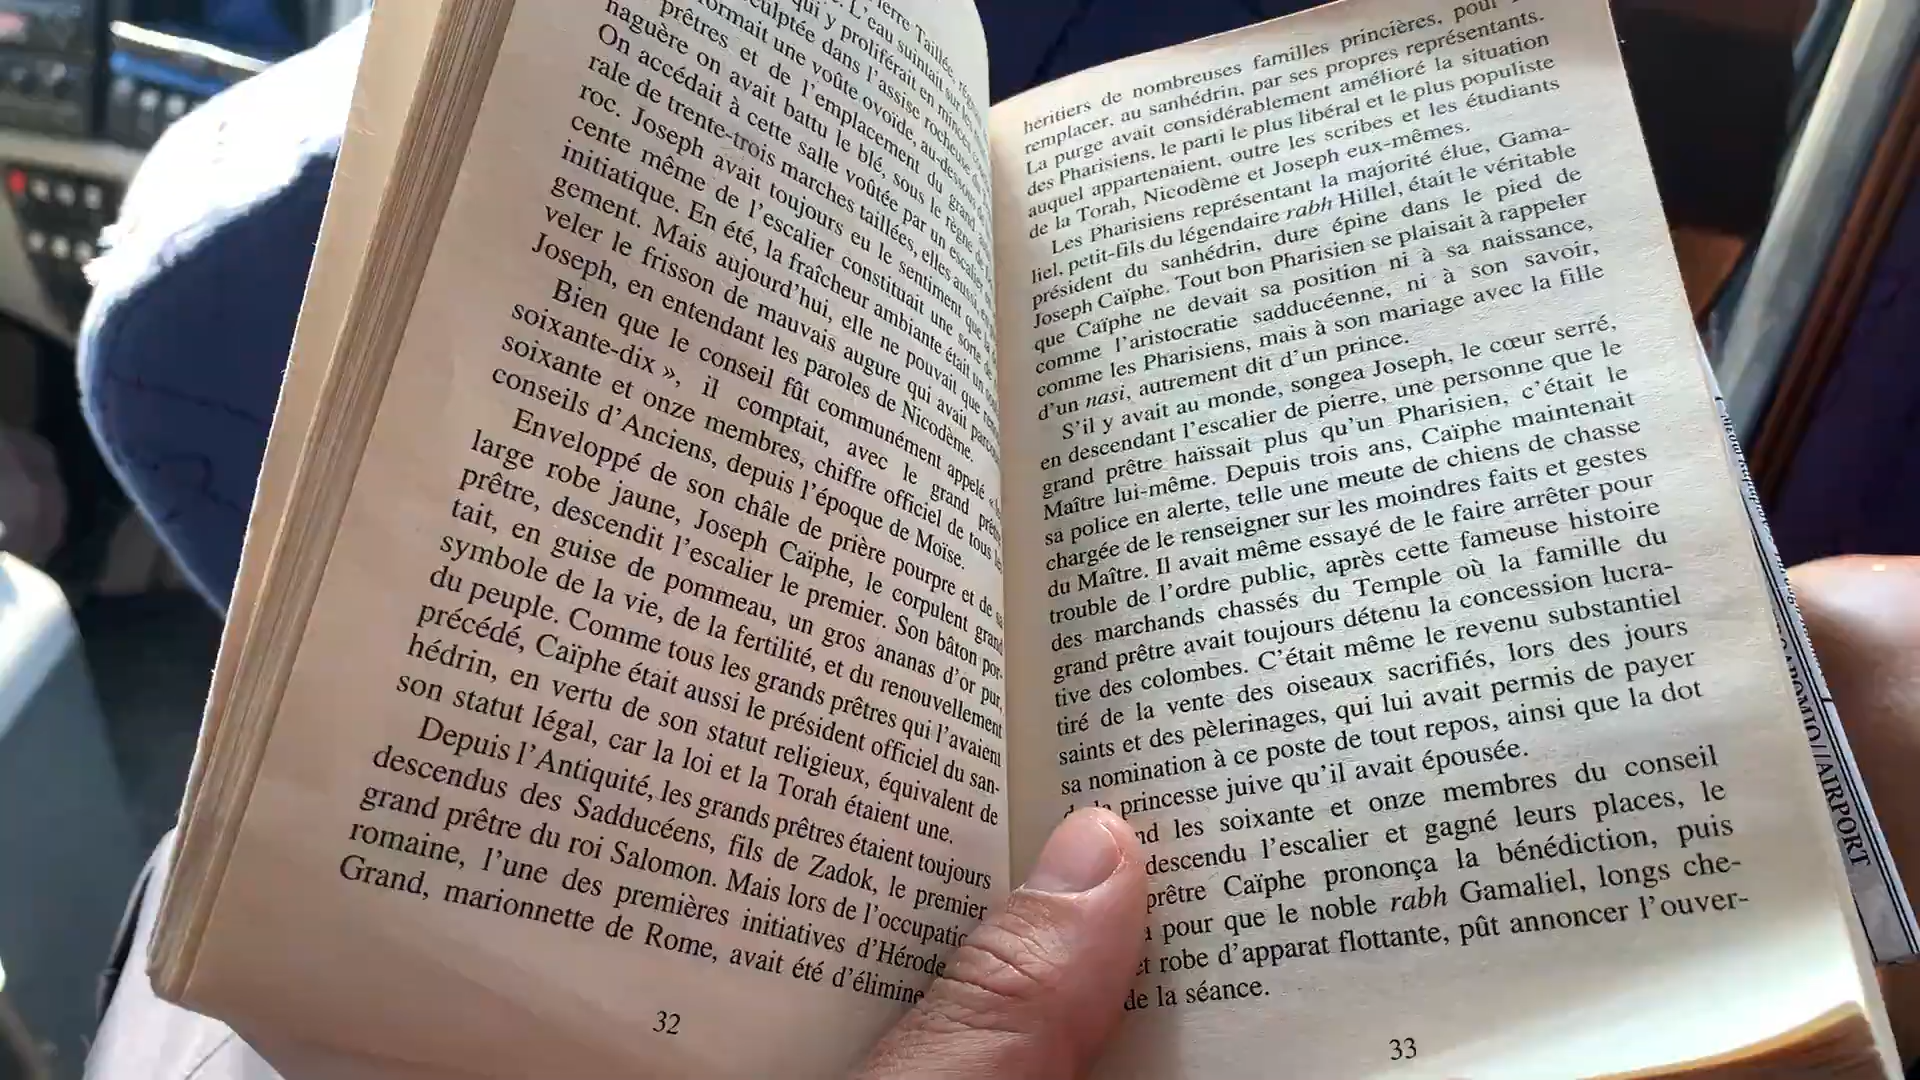 ierre Taillée,
L'eau suintait sur
qui y proliférait en minces
culptée dans l'assise rocheuse
formait une voûte ovoïde, au-dessous
prêtres et de l'emplacement du grand
naguère on avait battu le blé, sous le règne de
On accédait à cette salle voûtée par un escalier
rale de trente-trois marches taillées, elles aussi,
roc. Joseph avait toujours eu le sentiment que la
cente même de l'escalier constituait une sorte
initiatique. En été, la fraîcheur ambiante était un
gement. Mais aujourd'hui, elle ne pouvait que
veler le frisson de mauvais augure qui avait
Joseph, en entendant les paroles de Nicodème.
Bien que le conseil fût communément appelé
soixante-dix », il comptait, avec le grand
soixante et onze membres, chiffre officiel de tous les
conseils d'Anciens, depuis l'époque de Moïse.
Enveloppé de son châle de prière pourpre et de sa
large robe jaune, Joseph Caïphe, le corpulent grand
prêtre, descendit l'escalier le premier. Son bâton por-
tait, en guise de pommeau, un gros ananas d'or pur,
symbole de la vie, de la fertilité, et du renouvellement
du peuple. Comme tous les grands prêtres qui l'avaient
précédé, Caïphe était aussi le président officiel du san-
hédrin, en vertu de son statut religieux, équivalent de
son statut légal, car la loi et la Torah étaient une.
Depuis l'Antiquité, les grands prêtres étaient toujours
descendus des Sadducéens, fils de Zadok, le premier
grand prêtre du roi Salomon. Mais lors de l'occupatio
romaine, l'une des premières initiatives d'Hérode
Grand, marionnette de Rome, avait été d'élimine
32
héritiers de nombreuses familles princières, pour
remplacer, au sanhédrin, par ses propres représentants.
La purge avait considérablement amélioré la situation
des Pharisiens, le parti le plus libéral et le plus populiste
auquel appartenaient, outre les scribes et les étudiants
de la Torah, Nicodème et Joseph eux-mêmes.
Les Pharisiens représentant la majorité élue, Gama-
liel, petit-fils du légendaire rabh Hillel, était le véritable
président du sanhédrin, dure épine dans le pied de
Joseph Caïphe. Tout bon Pharisien se plaisait à rappeler
que Caïphe ne devait sa position ni à sa naissance,
comme l'aristocratie sadducéenne, ni à son savoir,
comme les Pharisiens, mais à son mariage avec la fille
d'un nasi, autrement dit d'un prince.
S'il y avait au monde, songea Joseph, le cœur serré,
en descendant l'escalier de pierre, une personne que le
grand prêtre haïssait plus qu'un Pharisien, c'était le
Maître lui-même. Depuis trois ans, Caïphe maintenait
sa police en alerte, telle une meute de chiens de chasse
chargée de le renseigner sur les moindres faits et gestes
du Maître. Il avait même essayé de le faire arrêter pour
trouble de l'ordre public, après cette fameuse histoire
des marchands chassés du Temple où la famille du
grand prêtre avait toujours détenu la concession lucra-
tive des colombes. C'était même le revenu substantiel
tiré de la vente des oiseaux sacrifiés, lors des jours
saints et des pèlerinages, qui lui avait permis de payer
sa nomination à ce poste de tout repos, ainsi que la dot
de la princesse juive qu'il avait épousée.
nd les soixante et onze membres du conseil
descendu l'escalier et gagné leurs places, le
prêtre Caïphe prononça la bénédiction, puis
a pour que le noble rabh Gamaliel, longs che-
et robe d'apparat flottante, pût annoncer l'ouver-
de la séance.
33
AIRPORT